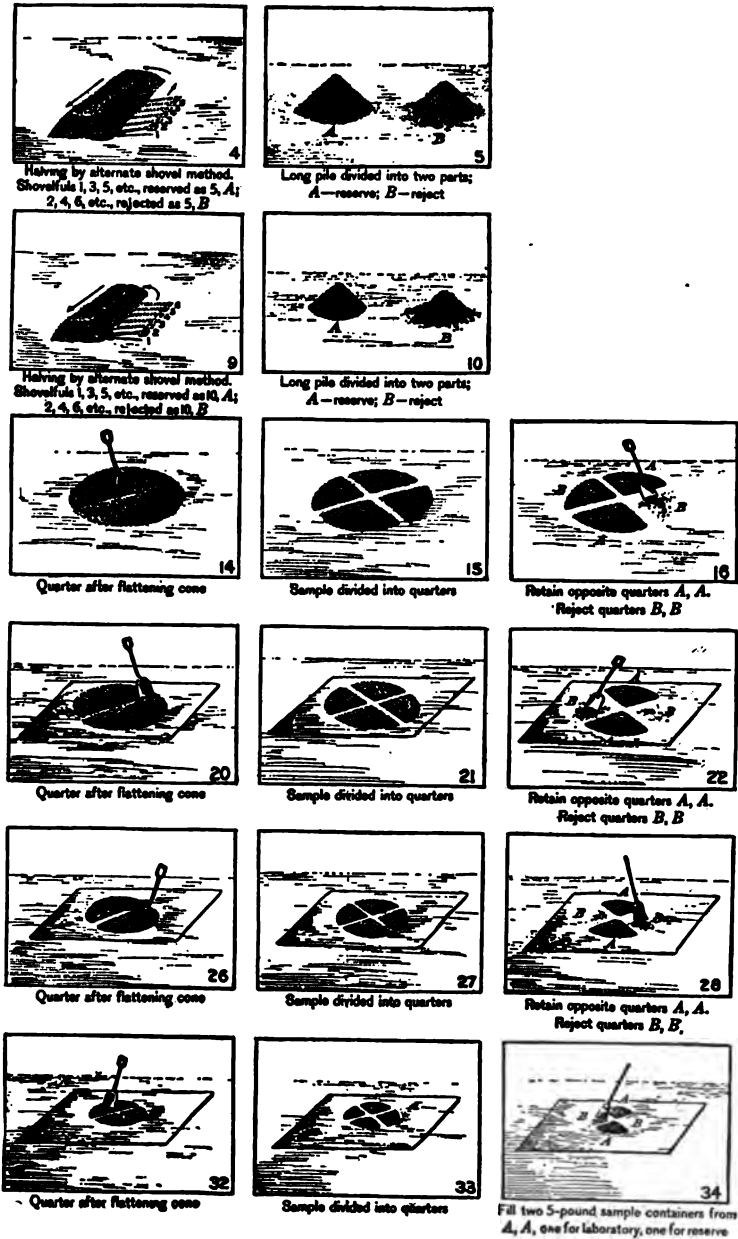 4
Halving by alternate shovel method.
Shovelfuls 1, 3, 5, etc., reserved as 5, A;
2, 4, 6, etc., rejected as 5, B
A
B
5
Long pile divided into two parts;
A—reserve; B—reject
9
Halving by alternate shovel method.
Shovelfuls 1, 3, 5, etc., reserved as 10, A;
2, 4, 6, etc., rejected as 10, B
A
B
10
Long pile divided into two parts;
A—reserve; B—reject
14
Quarter after flattening cone
15
Sample divided into quarters
A
B
B
16
Retain opposite quarters A, A.
Reject quarters B, B
20
Quarter after flattening cone
21
Sample divided into quarters
A
B
B
22
Retain opposite quarters A, A.
Reject quarters B, B
26
Quarter after flattening cone
27
Sample divided into quarters
A
B
B
A
28
Retain opposite quarters A, A.
Reject quarters B, B.
32
Quarter after flattening cone
33
Sample divided into quarters
A
B
B
A
34
Fill two 5-pound sample containers from
A, A, one for laboratory, one for reserve